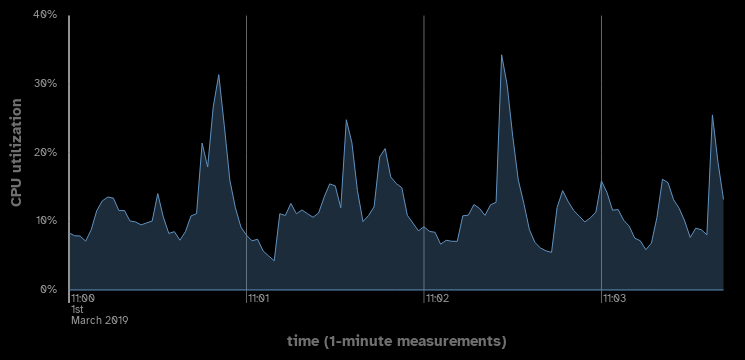 40%
30%
20%
10%
0%
CPU utilization
11:00
1st
March 2019
11:01
11:02
11:03
time (1-minute measurements)